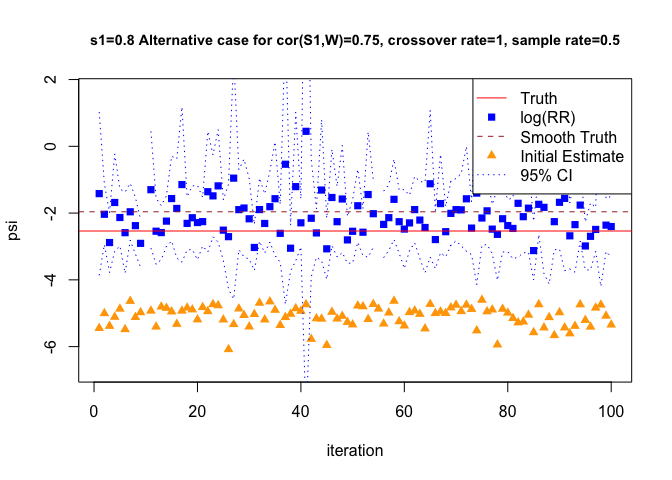 s1=0.8 Alternative case for cor(S1,W)=0.75, crossover rate=1, sample rate=0.5
psi
2
0
-2
-4
-6
Truth
log(RR)
Smooth Truth
Initial Estimate
95% CI
0 20 40 60 80 100
iteration